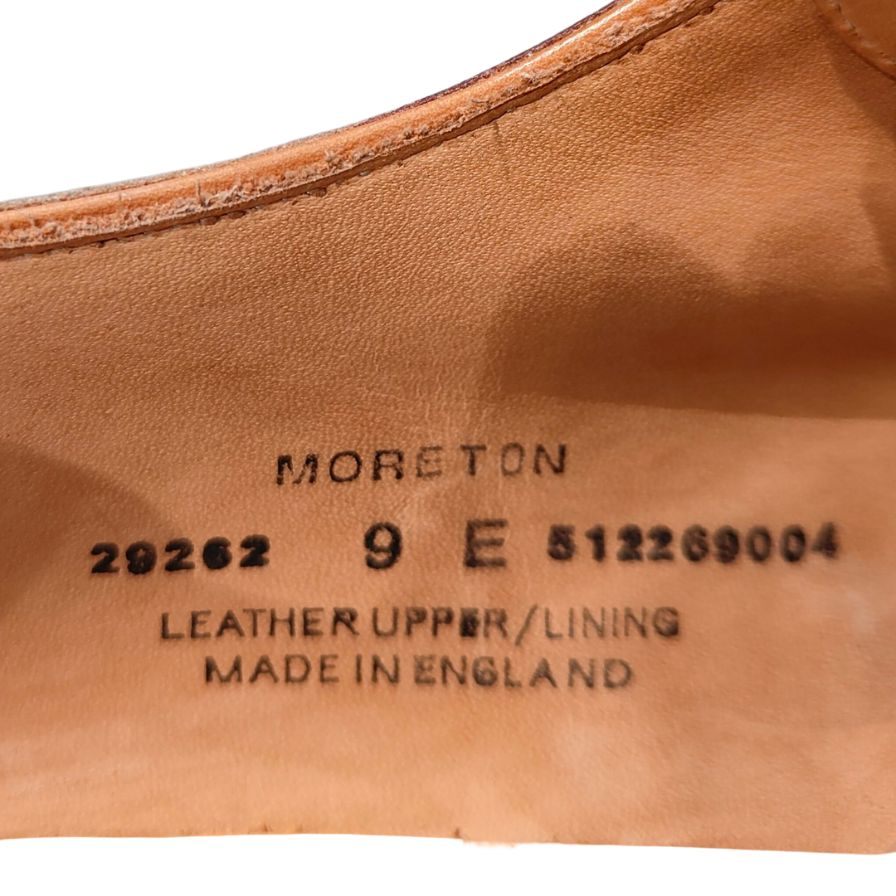 MORETON
29262 9 E 512269004
LEATHER UPPER/LINING
MADE IN ENGLAND